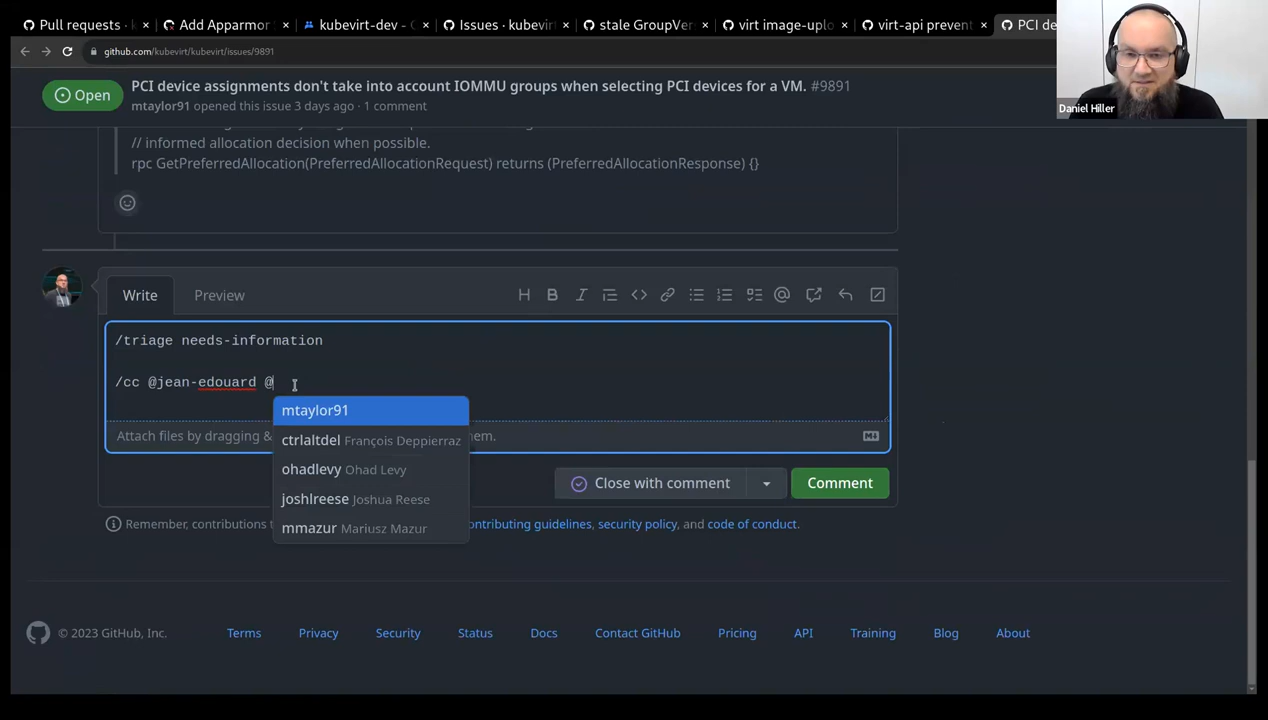 Pull requests · k
Add Apparmor
kubevirt-dev - G
Issues · kubevirt
stale GroupVer
virt image-uplo
virt-api prevent
PCI de
github.com/kubevirt/kubevirt/issues/9891
Open
PCI device assignments don't take into account IOMMU groups when selecting PCI devices for a VM. #9891
mtaylor91 opened this issue 3 days ago · 1 comment
Daniel Hiller
// informed allocation decision when possible.
rpc GetPreferredAllocation(PreferredAllocationRequest) returns (PreferredAllocationResponse) {}
Write
Preview
/triage needs-information
/cc @jean-edouard @
mtaylor91
ctrlaltdel François Deppierraz
ohadlevy Ohad Levy
joshlreese Joshua Reese
mmazur Mariusz Mazur
Attach files by dragging & em.
Close with comment
Comment
Remember, contributions t ontributing guidelines, security policy, and code of conduct.
© 2023 GitHub, Inc.
Terms
Privacy
Security
Status
Docs
Contact GitHub
Pricing
API
Training
Blog
About